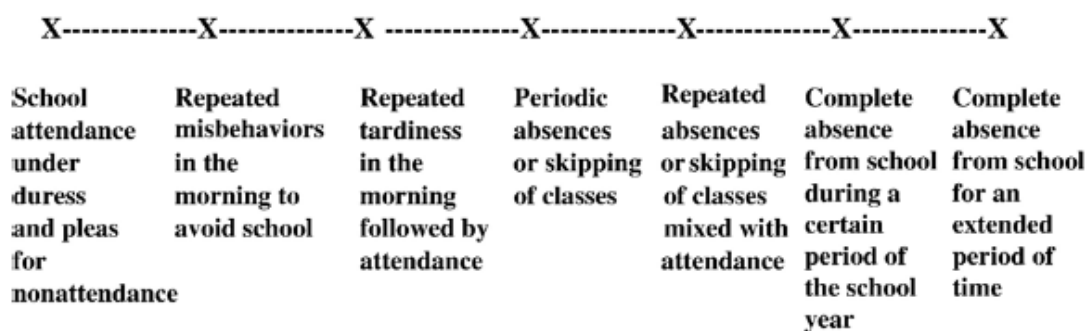 X--------------X--------------X --------------X--------------X--------------X--------------X
School attendance under duress and pleas for nonattendance
Repeated misbehaviors in the morning to avoid school
Repeated tardiness in the morning followed by attendance
Periodic absences or skipping of classes
Repeated absences or skipping of classes mixed with attendance
Complete absence from school during a certain period of the school year
Complete absence from school for an extended period of time